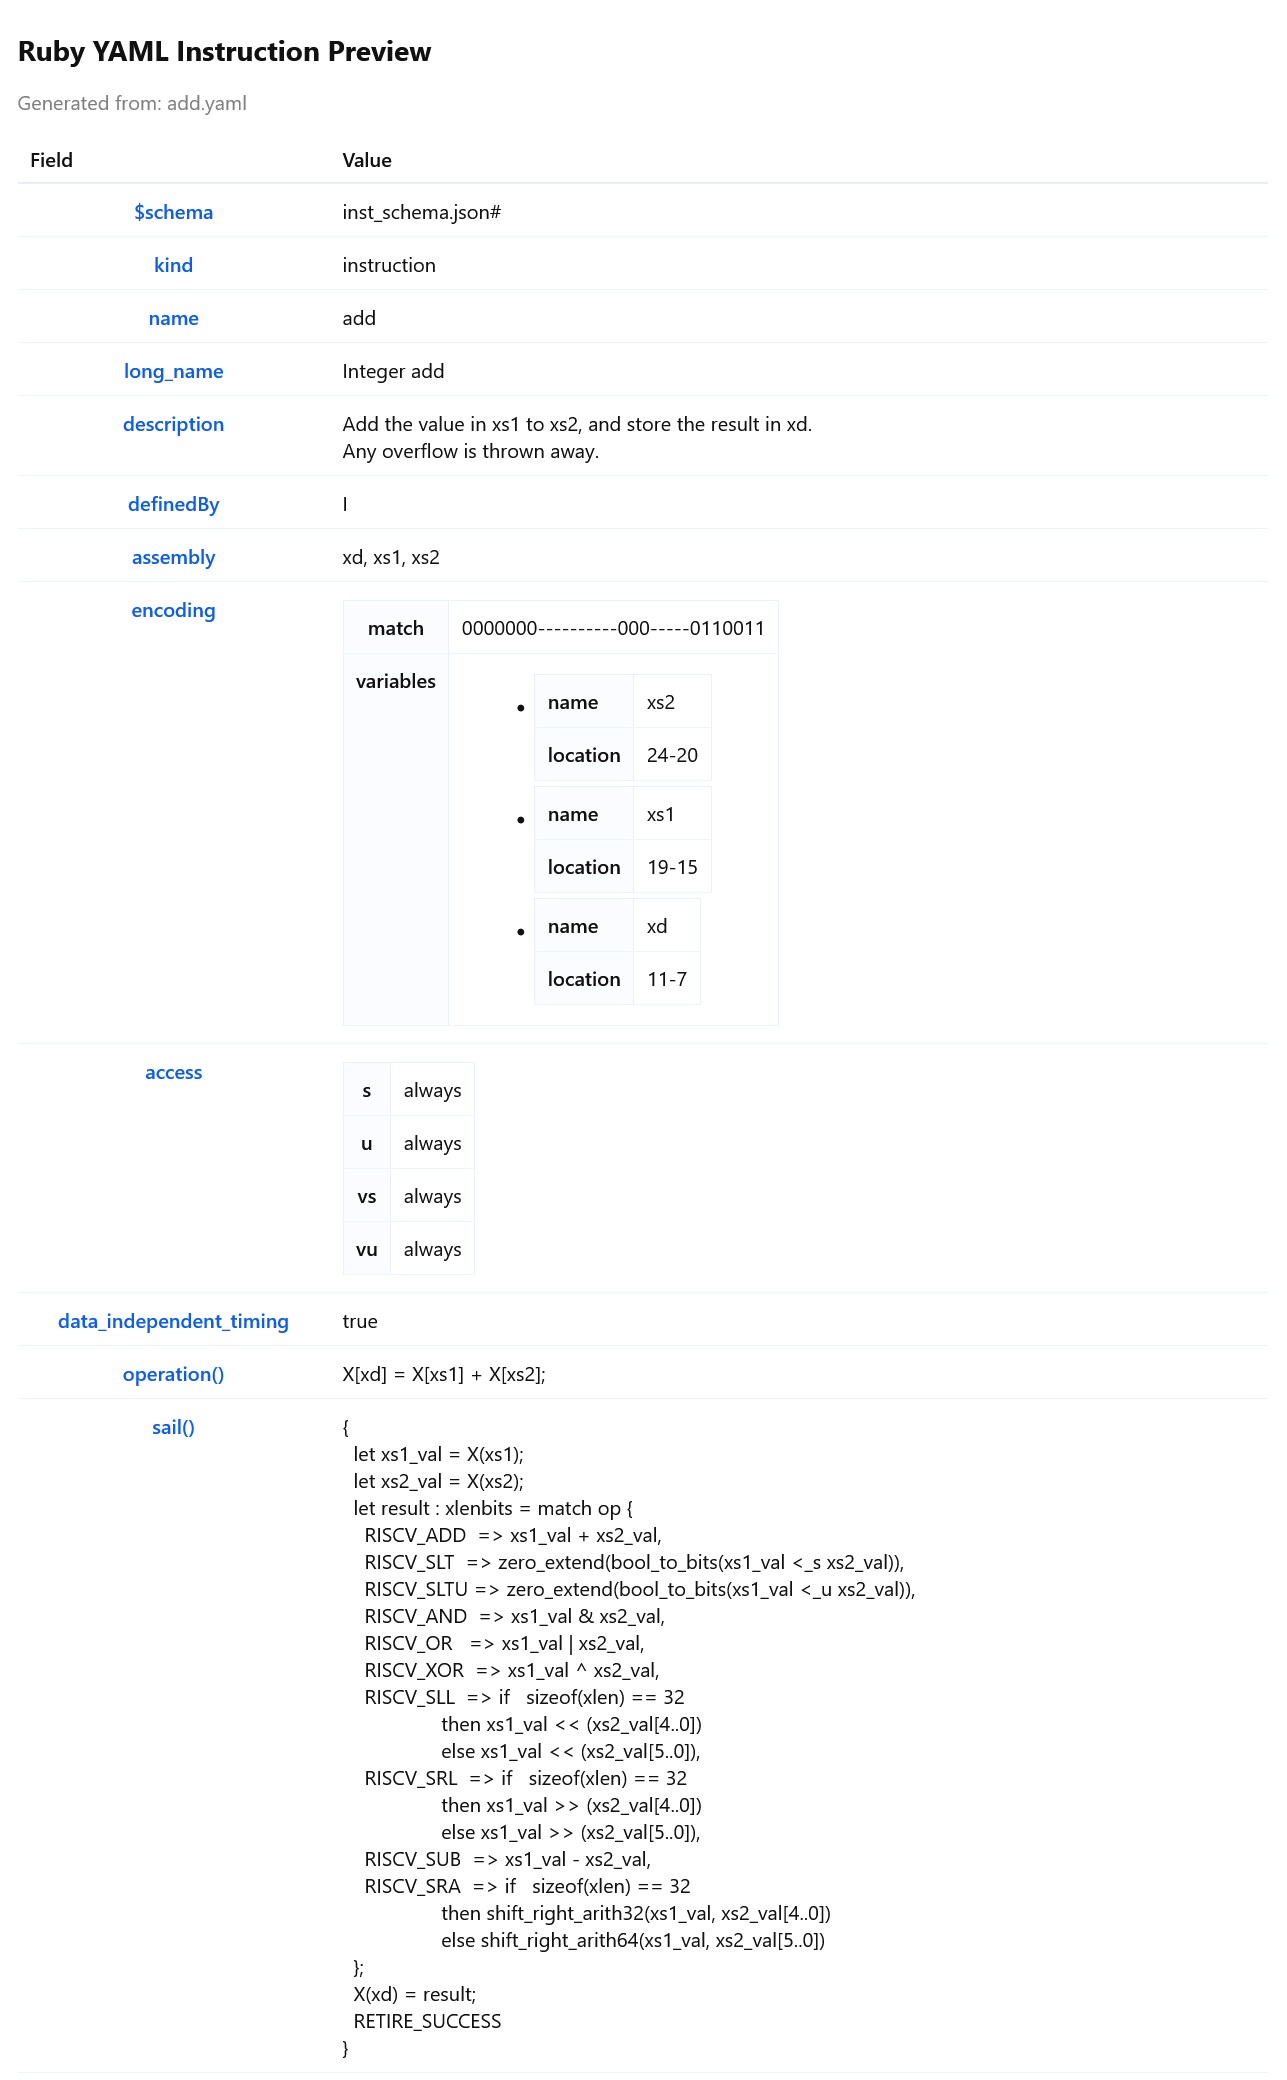 Ruby YAML Instruction Preview
Generated from: add.yaml
Field Value
$schema inst_schema.json#
kind instruction
name add
long_name Integer add
description Add the value in xs1 to xs2, and store the result in xd.
Any overflow is thrown away.
definedBy I
assembly xd, xs1, xs2
encoding
match 0000000----------000-----0110011
variables
• name xs2
location 24-20
• name xs1
location 19-15
• name xd
location 11-7
access
s always
u always
vs always
vu always
data_independent_timing true
operation() X[xd] = X[xs1] + X[xs2];
sail() {
  let xs1_val = X(xs1);
  let xs2_val = X(xs2);
  let result : xlenbits = match op {
    RISCV_ADD  => xs1_val + xs2_val,
    RISCV_SLT  => zero_extend(bool_to_bits(xs1_val <_s xs2_val)),
    RISCV_SLTU => zero_extend(bool_to_bits(xs1_val <_u xs2_val)),
    RISCV_AND  => xs1_val & xs2_val,
    RISCV_OR   => xs1_val | xs2_val,
    RISCV_XOR  => xs1_val ^ xs2_val,
    RISCV_SLL  => if   sizeof(xlen) == 32
                  then xs1_val << (xs2_val[4..0])
                  else xs1_val << (xs2_val[5..0]),
    RISCV_SRL  => if   sizeof(xlen) == 32
                  then xs1_val >> (xs2_val[4..0])
                  else xs1_val >> (xs2_val[5..0]),
    RISCV_SUB  => xs1_val - xs2_val,
    RISCV_SRA  => if   sizeof(xlen) == 32
                  then shift_right_arith32(xs1_val, xs2_val[4..0])
                  else shift_right_arith64(xs1_val, xs2_val[5..0])
  };
  X(xd) = result;
  RETIRE_SUCCESS
}